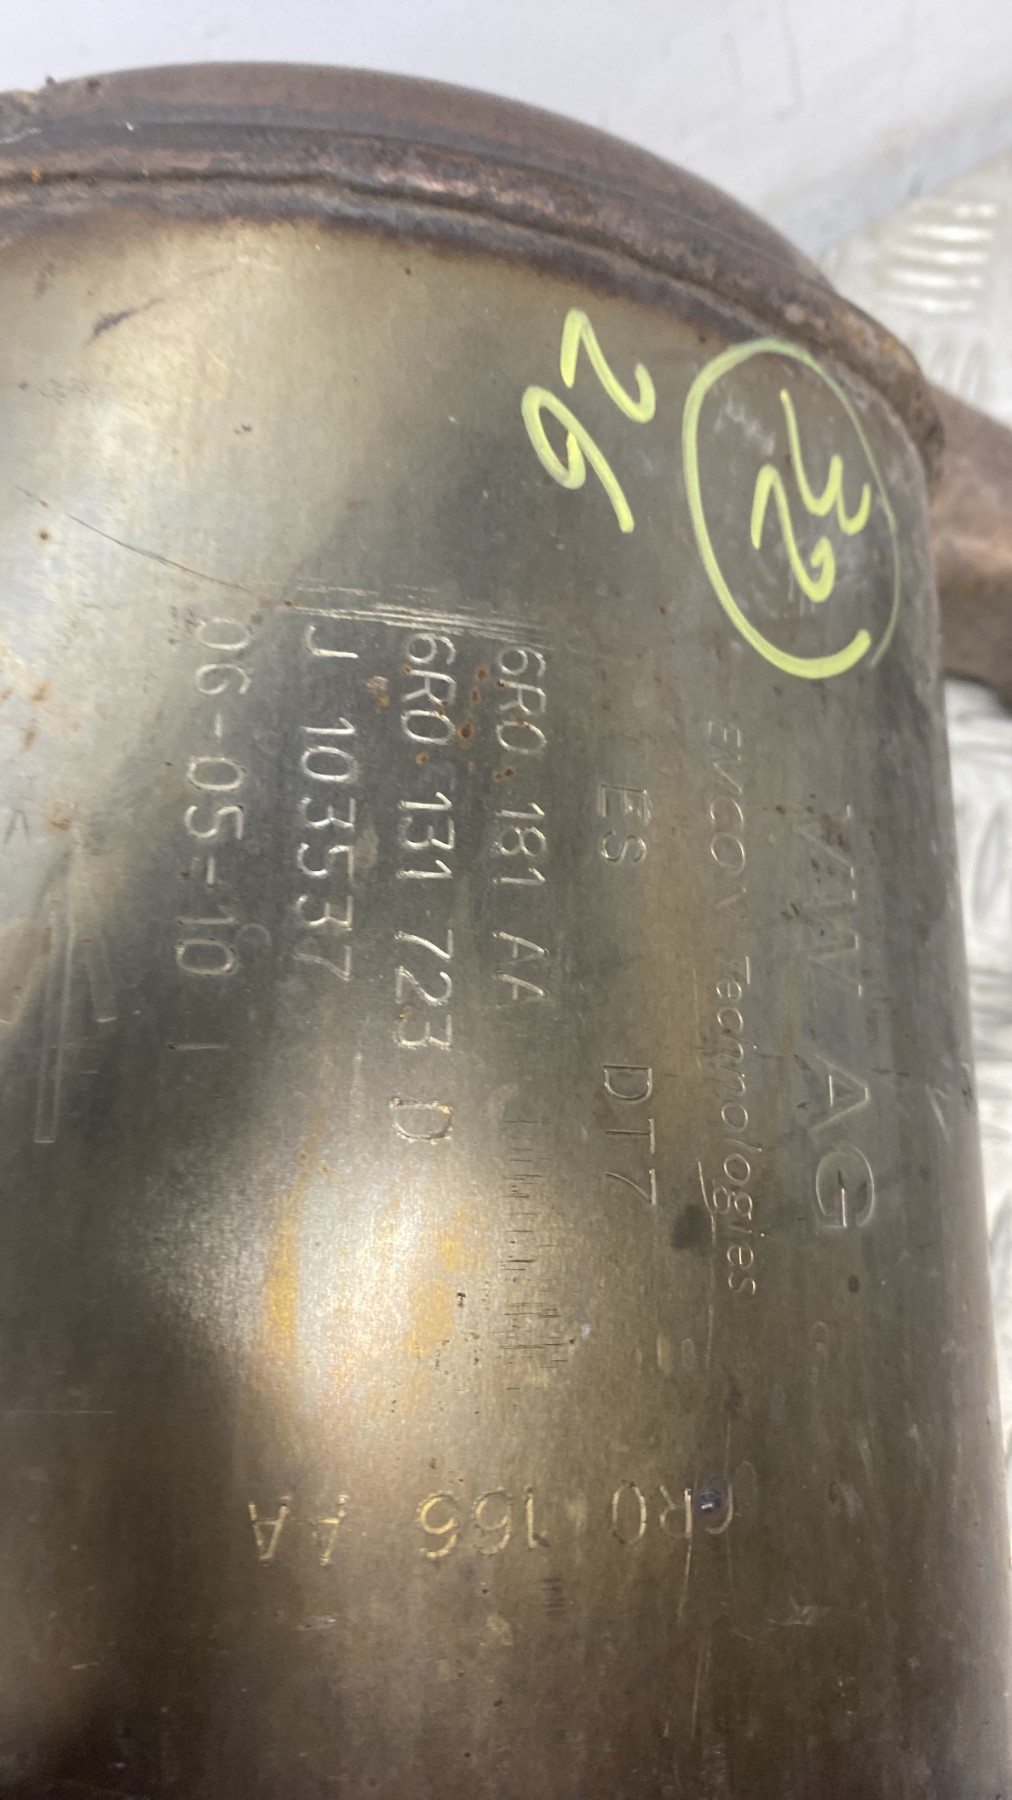 VW AG
EMCON Technologies
ES DT7
6R0.181 AA
6R0.131 723 D
J 103537
06-05-10 1
6R0 166 AA
32
26